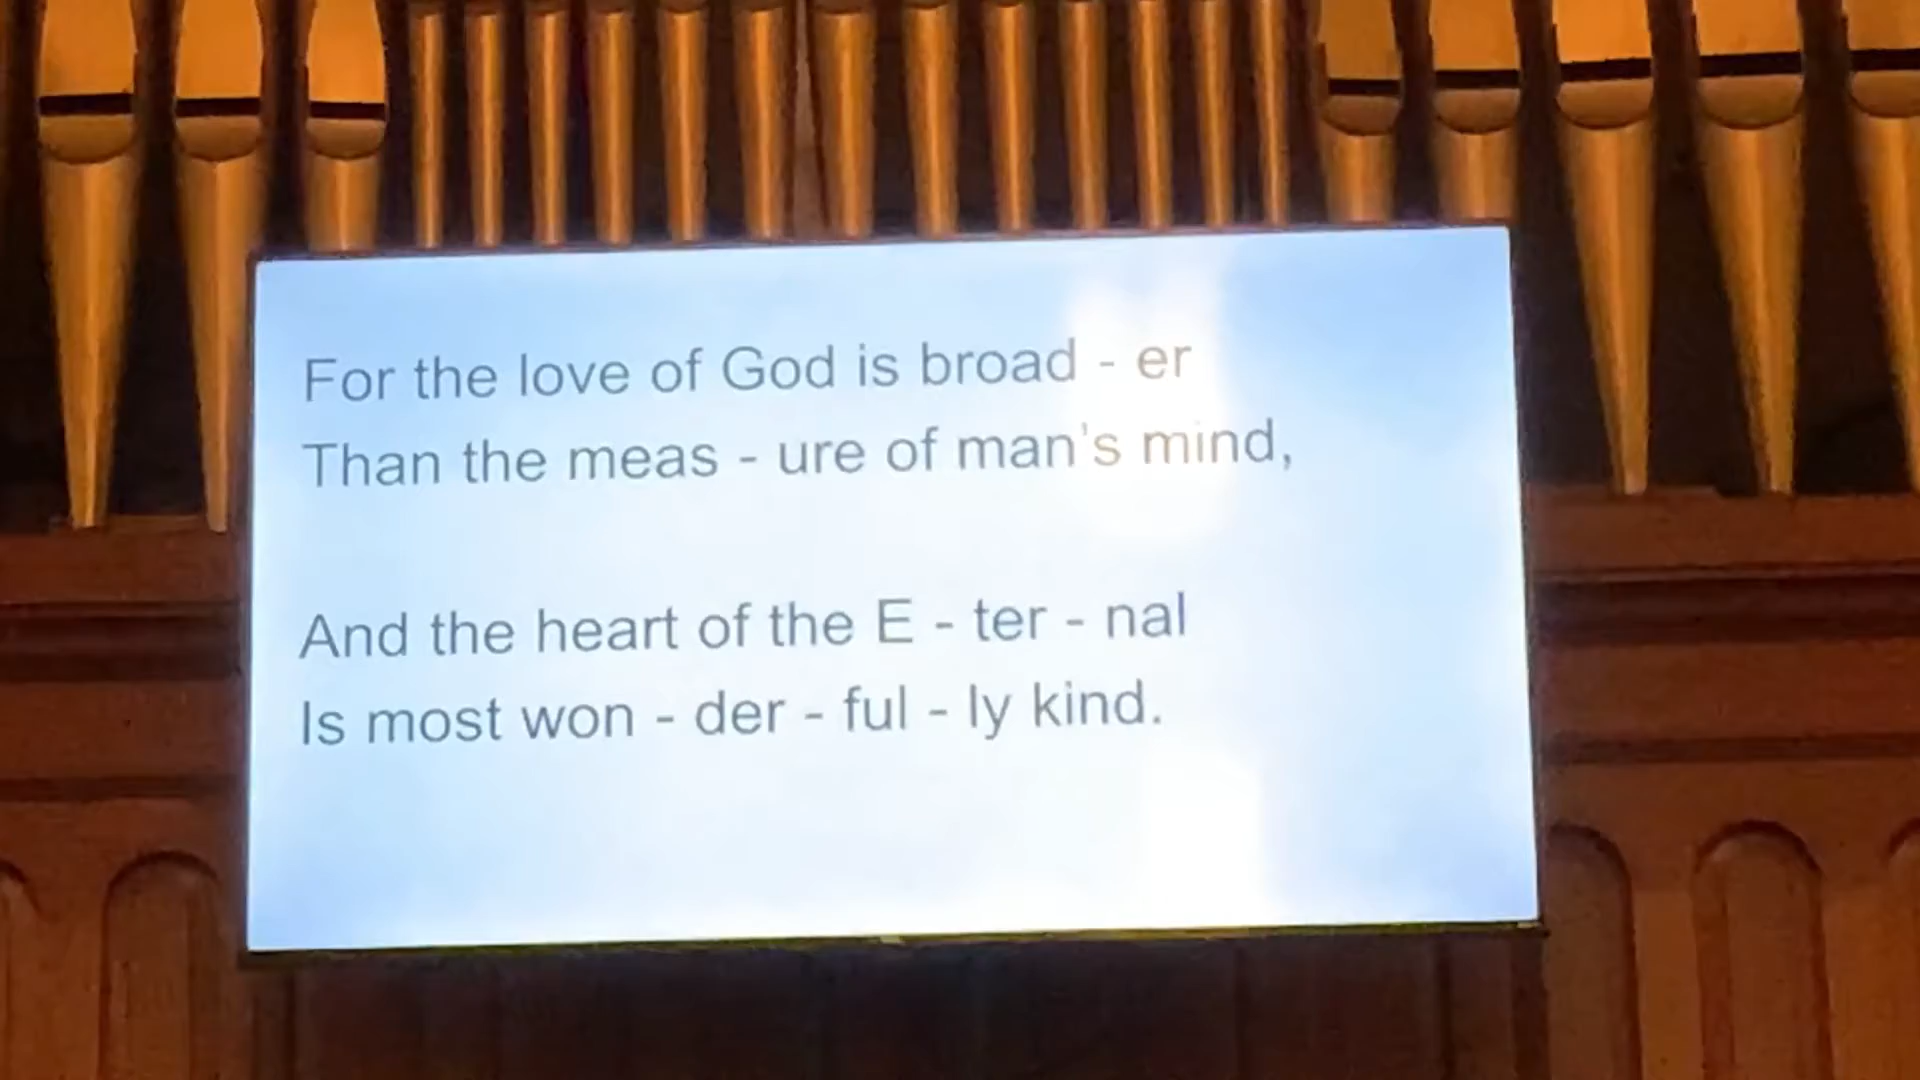 For the love of God is broad - er
Than the meas - ure of man's mind,
And the heart of the E - ter - nal
Is most won - der - ful - ly kind.